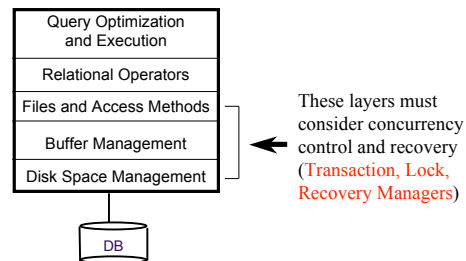 Query Optimization
and Execution
Relational Operators
Files and Access Methods
Buffer Management
Disk Space Management
DB
These layers must
consider concurrency
control and recovery
(Transaction, Lock,
Recovery Managers)